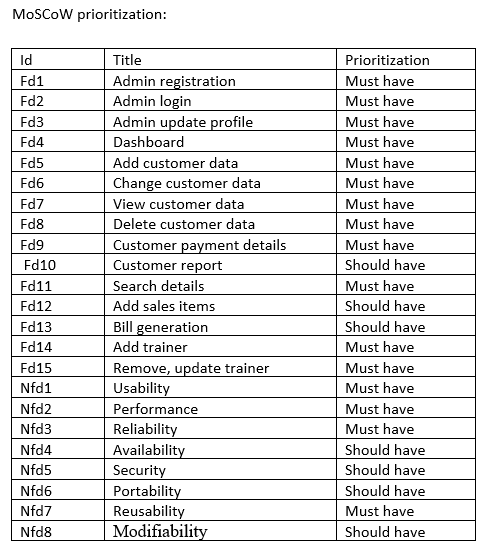 MoSCoW prioritization:
Id Title Prioritization
Fd1 Admin registration Must have
Fd2 Admin login Must have
Fd3 Admin update profile Must have
Fd4 Dashboard Must have
Fd5 Add customer data Must have
Fd6 Change customer data Must have
Fd7 View customer data Must have
Fd8 Delete customer data Must have
Fd9 Customer payment details Must have
Fd10 Customer report Should have
Fd11 Search details Must have
Fd12 Add sales items Should have
Fd13 Bill generation Should have
Fd14 Add trainer Must have
Fd15 Remove, update trainer Must have
Nfd1 Usability Must have
Nfd2 Performance Must have
Nfd3 Reliability Must have
Nfd4 Availability Should have
Nfd5 Security Should have
Nfd6 Portability Should have
Nfd7 Reusability Must have
Nfd8 Modifiability Should have